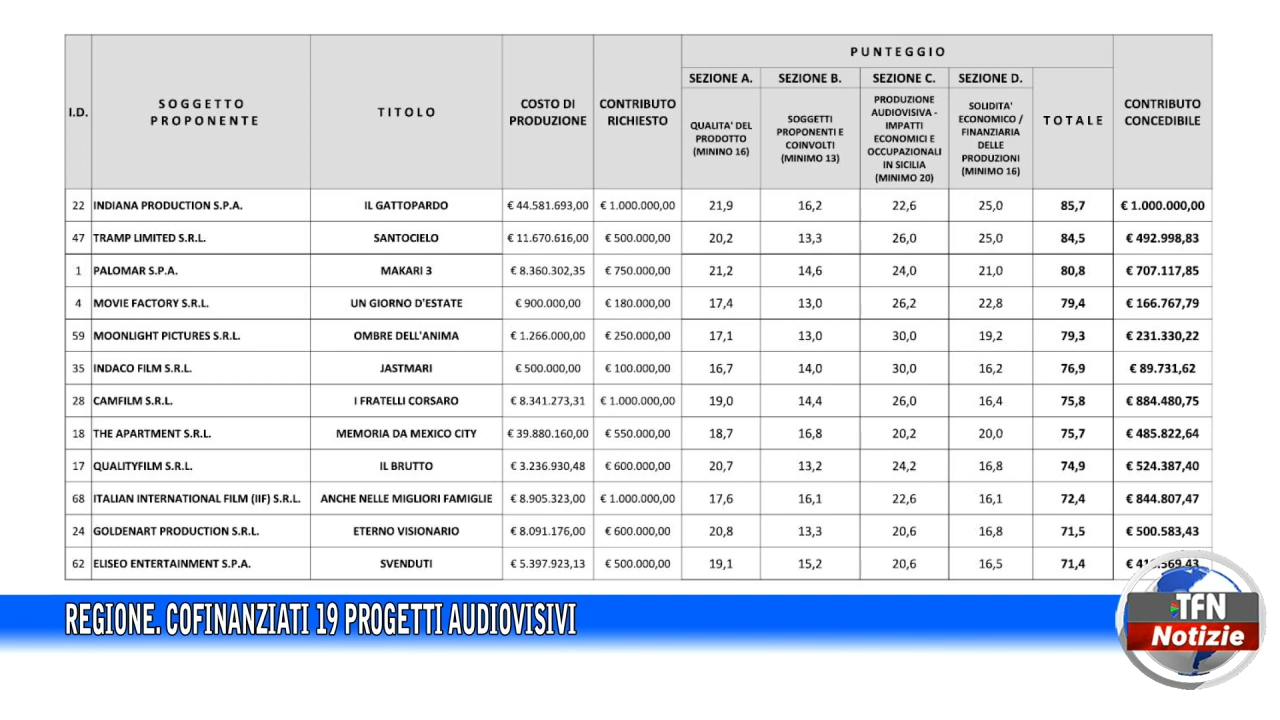 PUNTEGGIO
I.D. SOGGETTO PROPONENTE TITOLO COSTO DI PRODUZIONE CONTRIBUTO RICHIESTO SEZIONE A. SEZIONE B. SEZIONE C. SEZIONE D. TOTALE CONTRIBUTO CONCEDIBILE
QUALITA' DEL PRODOTTO (MININO 16)
SOGGETTI PROPONENTI E COINVOLTI (MINIMO 13)
PRODUZIONE AUDIOVISIVA - IMPATTI ECONOMICI E OCCUPAZIONALI IN SICILIA (MINIMO 20)
SOLIDITA' ECONOMICO / FINANZIARIA DELLE PRODUZIONI (MINIMO 16)
22 INDIANA PRODUCTION S.P.A. IL GATTOPARDO € 44.581.693,00 € 1.000.000,00 21,9 16,2 22,6 25,0 85,7 € 1.000.000,00
47 TRAMP LIMITED S.R.L. SANTOCIELO € 11.670.616,00 € 500.000,00 20,2 13,3 26,0 25,0 84,5 € 492.998,83
1 PALOMAR S.P.A. MAKARI 3 € 8.360.302,35 € 750.000,00 21,2 14,6 24,0 21,0 80,8 € 707.117,85
4 MOVIE FACTORY S.R.L. UN GIORNO D'ESTATE € 900.000,00 € 180.000,00 17,4 13,0 26,2 22,8 79,4 € 166.767,79
59 MOONLIGHT PICTURES S.R.L. OMBRE DELL'ANIMA € 1.266.000,00 € 250.000,00 17,1 13,0 30,0 19,2 79,3 € 231.330,22
35 INDACO FILM S.R.L. JASTMARI € 500.000,00 € 100.000,00 16,7 14,0 30,0 16,2 76,9 € 89.731,62
28 CAMFILM S.R.L. I FRATELLI CORSARO € 8.341.273,31 € 1.000.000,00 19,0 14,4 26,0 16,4 75,8 € 884.480,75
18 THE APARTMENT S.R.L. MEMORIA DA MEXICO CITY € 39.880.160,00 € 550.000,00 18,7 16,8 20,2 20,0 75,7 € 485.822,64
17 QUALITYFILM S.R.L. IL BRUTTO € 3.236.930,48 € 600.000,00 20,7 13,2 24,2 16,8 74,9 € 524.387,40
68 ITALIAN INTERNATIONAL FILM (IIF) S.R.L. ANCHE NELLE MIGLIORI FAMIGLIE € 8.905.323,00 € 1.000.000,00 17,6 16,1 22,6 16,1 72,4 € 844.807,47
24 GOLDENART PRODUCTION S.R.L. ETERNO VISIONARIO € 8.091.176,00 € 600.000,00 20,8 13,3 20,6 16,8 71,5 € 500.583,43
62 ELISEO ENTERTAINMENT S.P.A. SVENDUTI € 5.397.923,13 € 500.000,00 19,1 15,2 20,6 16,5 71,4
REGIONE. COFINANZIATI 19 PROGETTI AUDIOVISIVI
TFN
Notizie